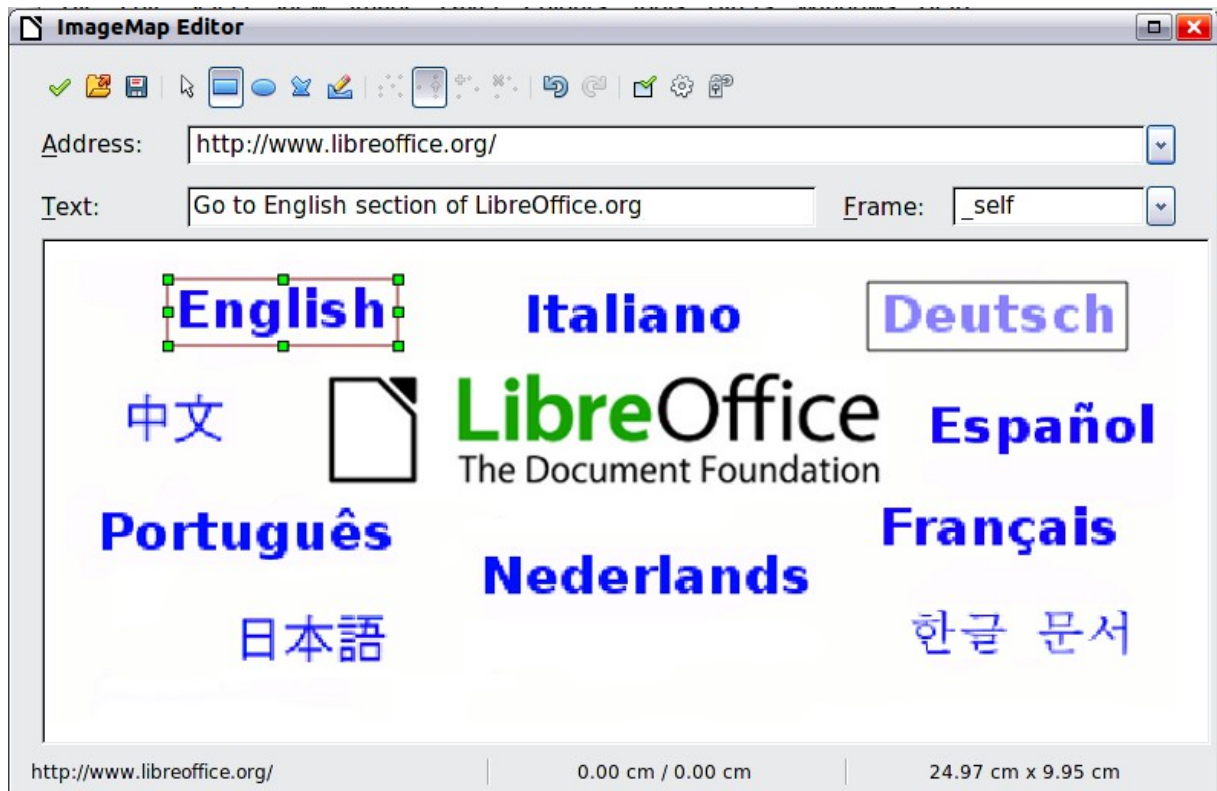 ImageMap Editor
Address: http://www.libreoffice.org/
Text: Go to English section of LibreOffice.org Frame: _self
English Italiano Deutsch
中文 LibreOffice Español
The Document Foundation
Português Français
Nederlands
日本語 한글 문서
http://www.libreoffice.org/ 0.00 cm / 0.00 cm 24.97 cm x 9.95 cm